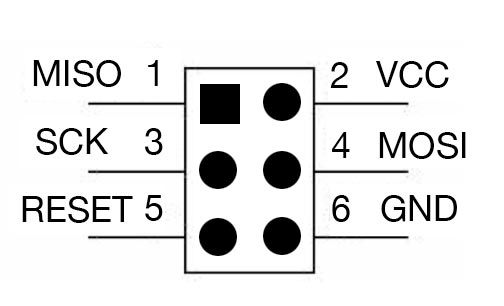 MISO 1 2 VCC
SCK 3 4 MOSI
RESET 5 6 GND